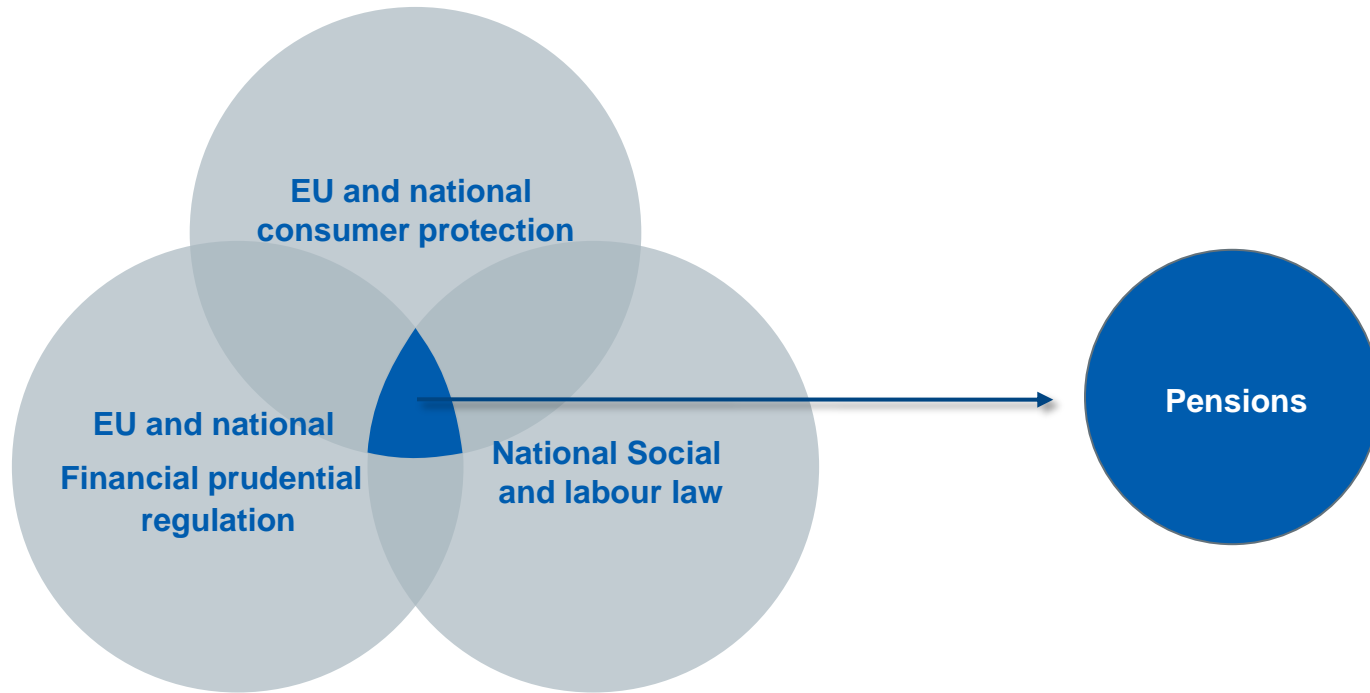 EU and national
consumer protection
EU and national
Financial prudential
regulation
National Social
and labour law
Pensions